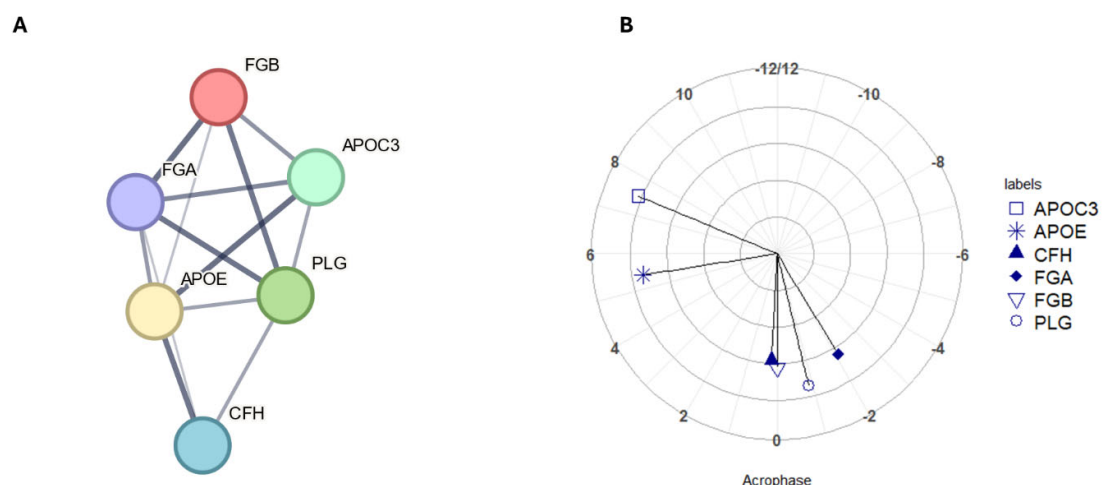 A
FGB
APOC3
FGA
PLG
APOE
CFH
B
-12/12
10
-10
8
-8
6
-6
4
-4
2
-2
0
Acrophase
labels
APOC3
APOE
CFH
FGA
FGB
PLG